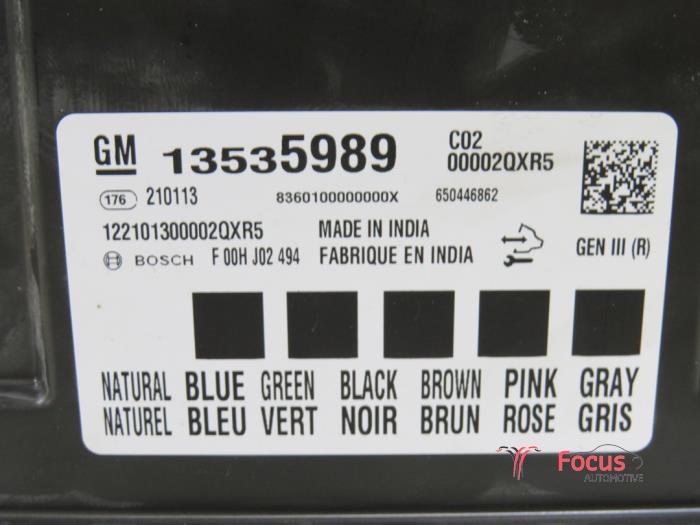 GM 13535989 C02
00002QXR5
176 210113 8360100000000X 650446862
122101300002QXR5 MADE IN INDIA
BOSCH F 00H J02 494 FABRIQUE EN INDIA GEN III (R)
NATURAL BLUE GREEN BLACK BROWN PINK GRAY
NATUREL BLEU VERT NOIR BRUN ROSE GRIS
Focus
AUTOMOTIVE